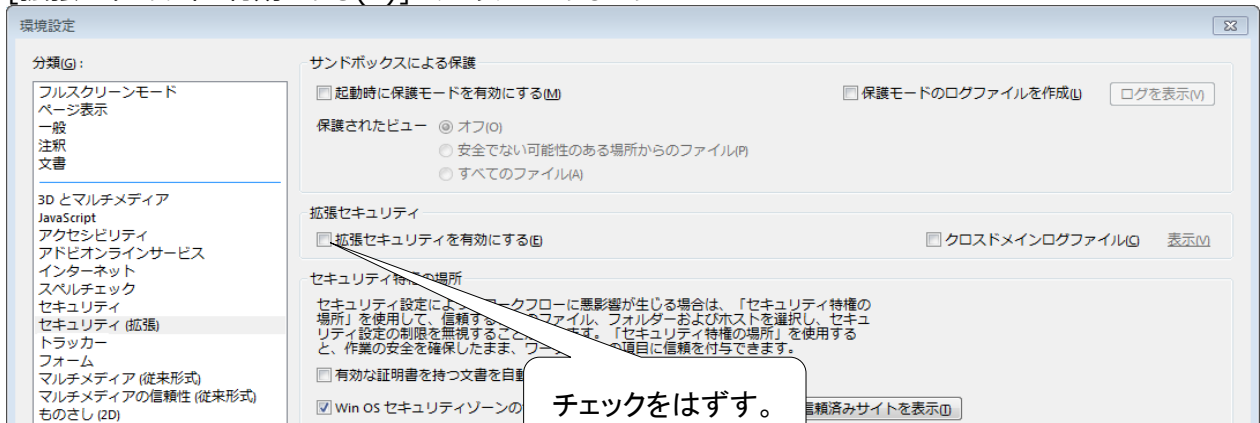 環境設定
分類(G):
フルスクリーンモード
ページ表示
一般
注釈
文書
3D とマルチメディア
JavaScript
アクセシビリティ
アドビオンラインサービス
インターネット
スペルチェック
セキュリティ
セキュリティ (拡張)
トラッカー
フォーム
マルチメディア (従来形式)
マルチメディアの信頼性 (従来形式)
ものさし (2D)
サンドボックスによる保護
起動時に保護モードを有効にする(M)
保護モードのログファイルを作成(L)
ログを表示(V)
保護されたビュー
オフ(O)
安全でない可能性のある場所からのファイル(P)
すべてのファイル(A)
拡張セキュリティ
拡張セキュリティを有効にする(E)
クロスドメインログファイル(C)
表示(V)
セキュリティ特権の場所
セキュリティ設定によ ークフローに悪影響が生じる場合は、「セキュリティ特権の
場所」を使用して、信頼する のファイル、フォルダーおよびホストを選択し、セキュ
リティ設定の制限を無視すること ます。「セキュリティ特権の場所」を使用する
と、作業の安全を確保したまま、ワー の項目に信頼を付与できます。
有効な証明書を持つ文書を自動
Win OS セキュリティゾーンの
信頼済みサイトを表示(I)
チェックをはずす。